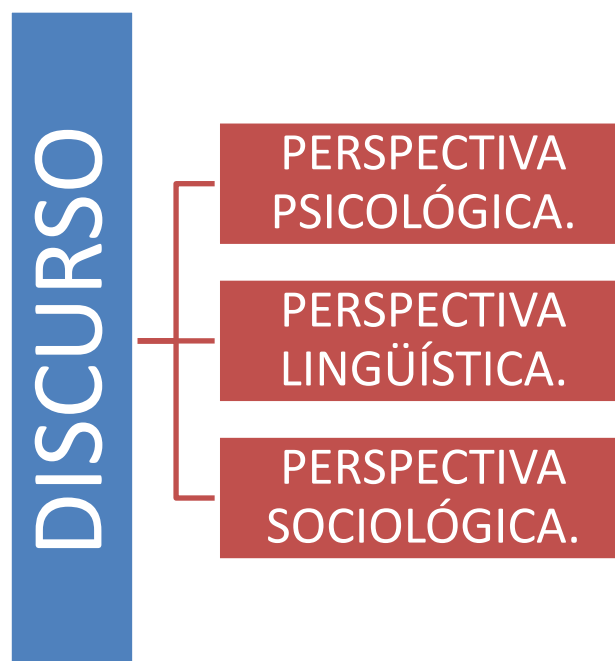 DISCURSO
PERSPECTIVA
PSICOLÓGICA.
PERSPECTIVA
LINGÜÍSTICA.
PERSPECTIVA
SOCIOLÓGICA.